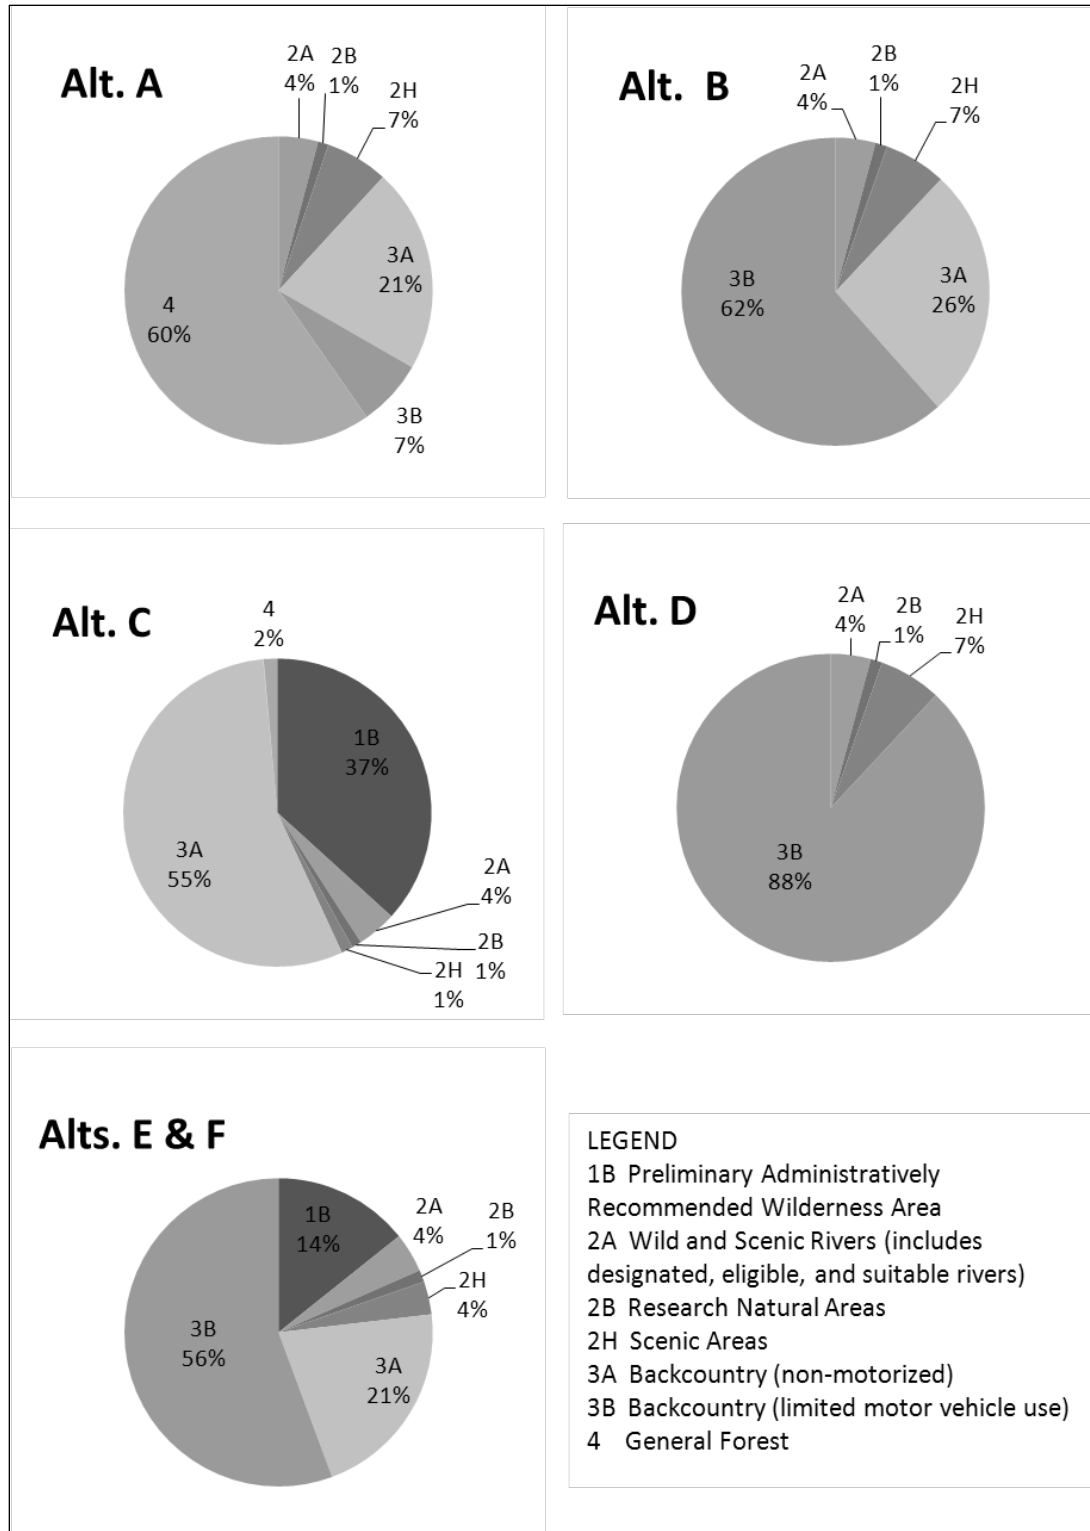 Alt. A
2A
4%
2B
1%
2H
7%
3A
21%
3B
7%
4
60%
Alt. B
2A
4%
2B
1%
2H
7%
3A
26%
3B
62%
Alt. C
4
2%
1B
37%
2A
4%
2B
1%
2H
1%
3A
55%
Alt. D
2A
4%
2B
1%
2H
7%
3B
88%
Alts. E & F
1B
14%
2A
4%
2B
1%
2H
4%
3A
21%
3B
56%
LEGEND
1B Preliminary Administratively
Recommended Wilderness Area
2A Wild and Scenic Rivers (includes
designated, eligible, and suitable rivers)
2B Research Natural Areas
2H Scenic Areas
3A Backcountry (non-motorized)
3B Backcountry (limited motor vehicle use)
4 General Forest